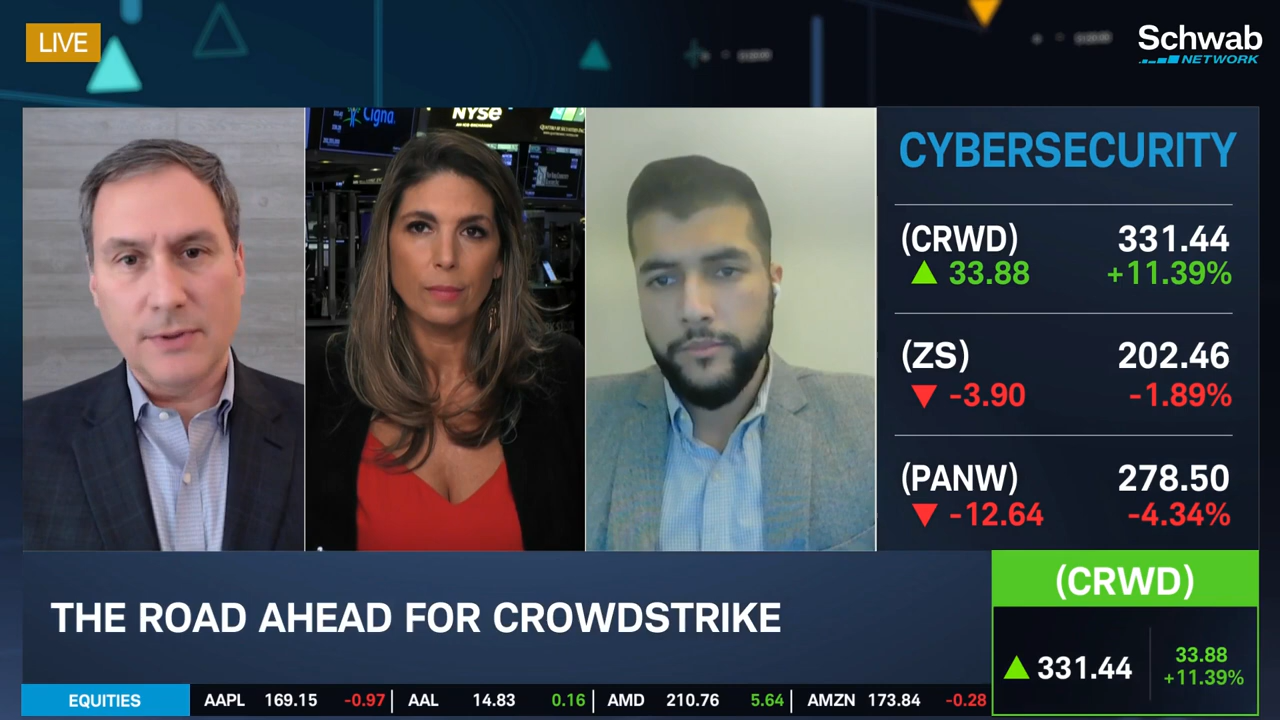 LIVE
Schwab
NETWORK
Cigna
NYSE
CYBERSECURITY
(CRWD) 331.44
▲ 33.88 +11.39%
(ZS) 202.46
▼ -3.90 -1.89%
(PANW) 278.50
▼ -12.64 -4.34%
THE ROAD AHEAD FOR CROWDSTRIKE
(CRWD)
▲ 331.44
33.88
+11.39%
EQUITIES AAPL 169.15 -0.97 AAL 14.83 0.16 AMD 210.76 5.64 AMZN 173.84 -0.28